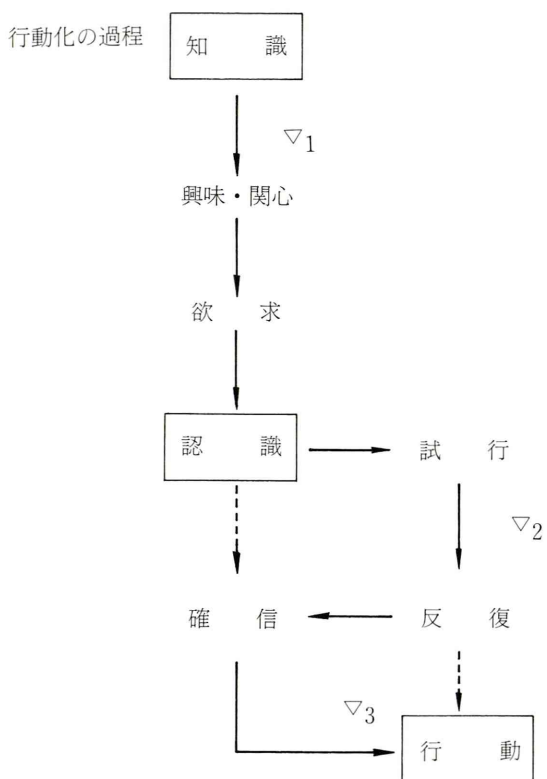 行動化の過程
知　　識
▽1
興味・関心
欲　　求
認　　識
試　　行
▽2
確　　信
反　　復
▽3
行　　動